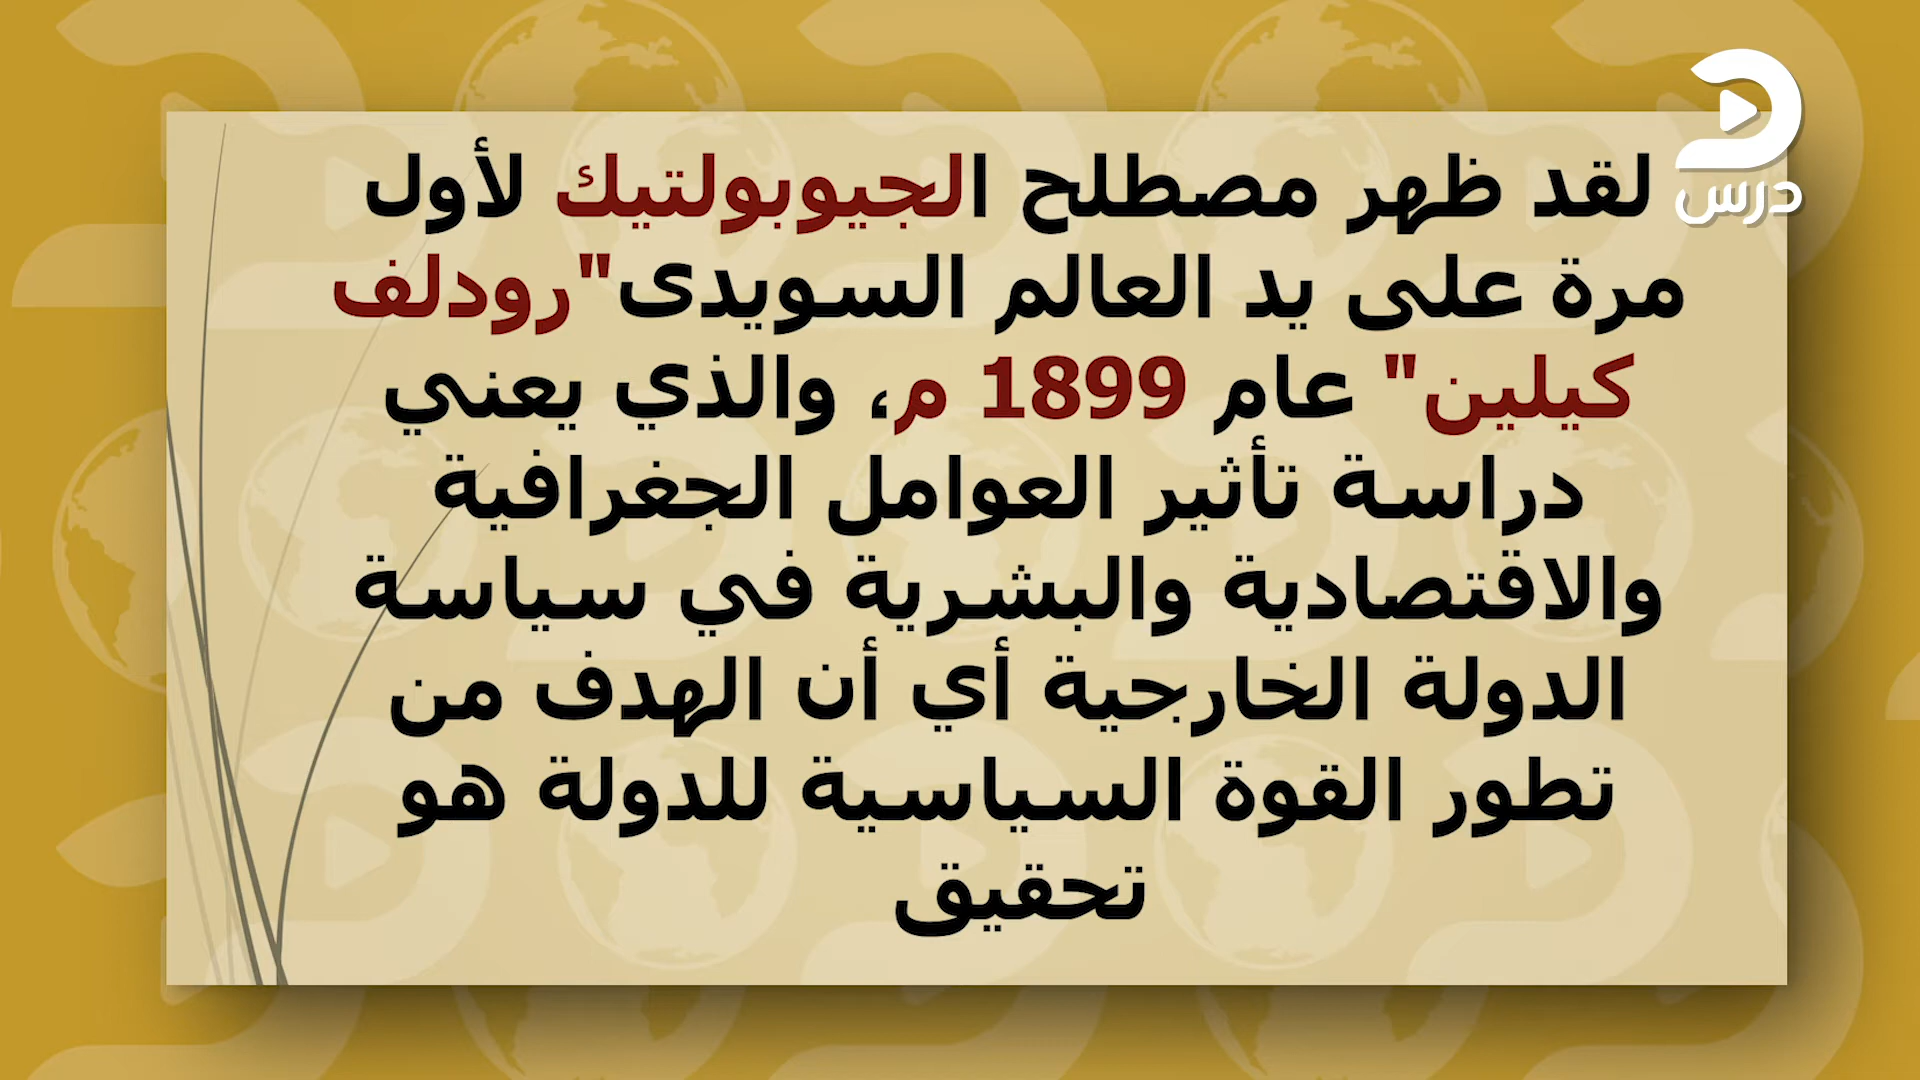 درس
لقد ظهر مصطلح الجيوبولتيك لأول
مرة على يد العالم السويدى"رودلف
كيلين" عام 1899 م، والذي يعني
دراسة تأثير العوامل الجغرافية
والاقتصادية والبشرية في سياسة
الدولة الخارجية أي أن الهدف من
تطور القوة السياسية للدولة هو
تحقيق